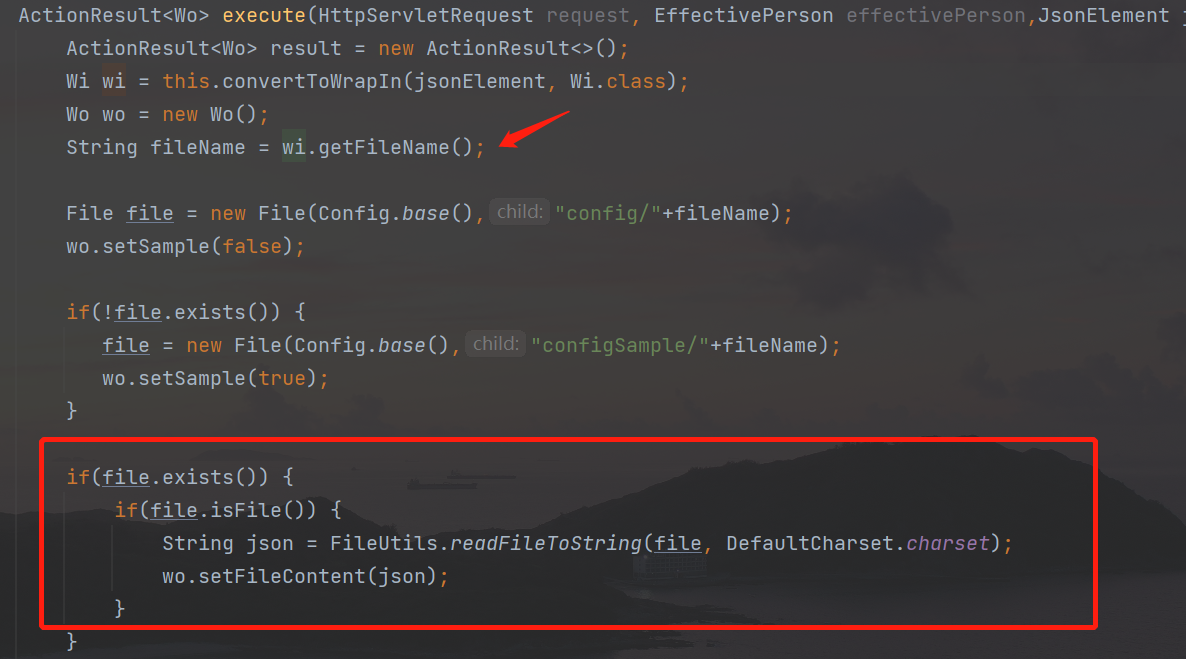 ActionResult<Wo> execute(HttpServletRequest request, EffectivePerson effectivePerson,JsonElement
ActionResult<Wo> result = new ActionResult<>();
Wi wi = this.convertToWrapIn(jsonElement, Wi.class);
Wo wo = new Wo();
String fileName = wi.getFileName();
File file = new File(Config.base(), child: "config/"+fileName);
wo.setSample(false);
if(!file.exists()) {
file = new File(Config.base(), child: "configSample/"+fileName);
wo.setSample(true);
}
if(file.exists()) {
if(file.isFile()) {
String json = FileUtils.readFileToString(file, DefaultCharset.charset);
wo.setFileContent(json);
}
}